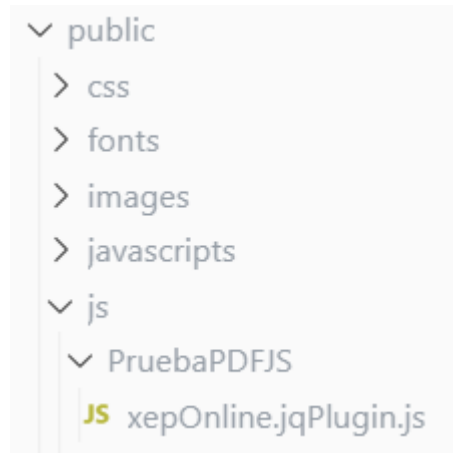 public
css
fonts
images
javascripts
js
PruebaPDFJS
JS xepOnline.jqPlugin.js